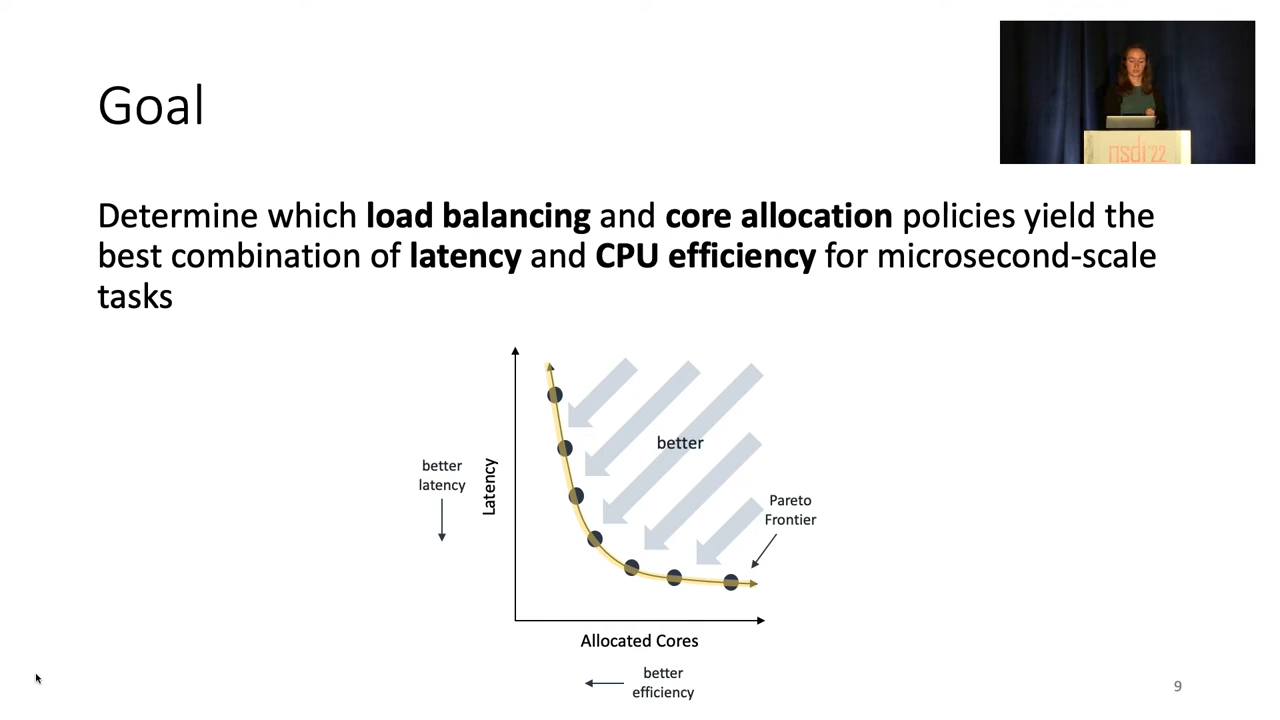 Goal
nsdi '22
Determine which load balancing and core allocation policies yield the
best combination of latency and CPU efficiency for microsecond-scale
tasks
better
latency
Latency
better
Pareto
Frontier
Allocated Cores
better
efficiency
9